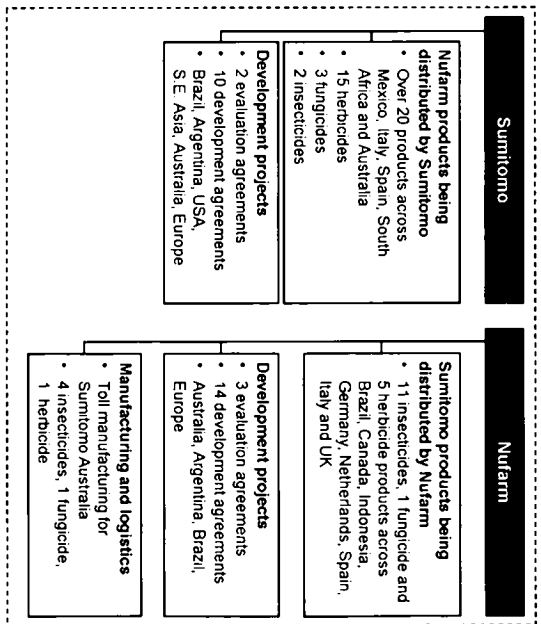 Sumitomo
Nufarm products being
distributed by Sumitomo
• Over 20 products across
Mexico, Italy, Spain, South
Africa and Australia
• 15 herbicides
• 3 fungicides
• 2 insecticides
Development projects
• 2 evaluation agreements
• 10 development agreements
• Brazil, Argentina, USA,
S.E. Asia, Australia, Europe
Nufarm
Sumitomo products being
distributed by Nufarm
• 11 insecticides, 1 fungicide and
5 herbicide products across
Brazil, Canada, Indonesia,
Germany, Netherlands, Spain,
Italy and UK
Development projects
• 3 evaluation agreements
• 14 development agreements
• Australia, Argentina, Brazil,
Europe
Manufacturing and logistics
• Toll manufacturing for
Sumitomo Australia
• 4 insecticides, 1 fungicide,
1 herbicide